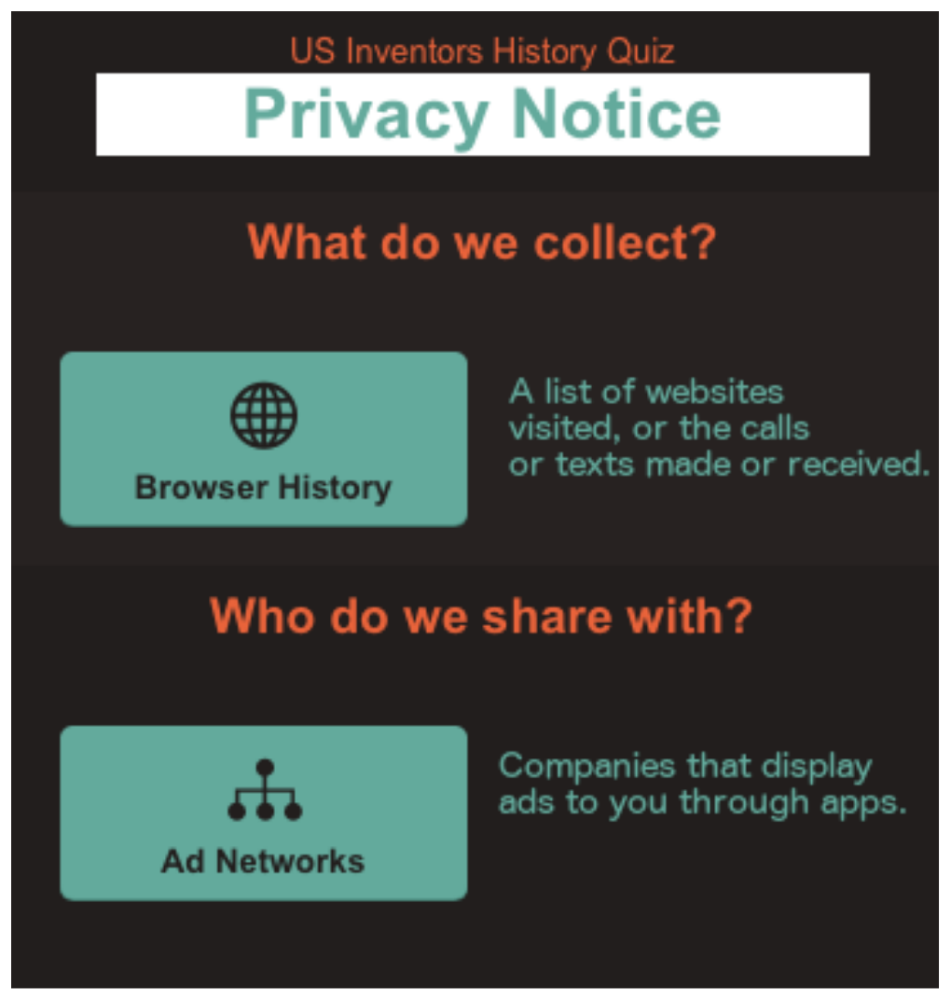 US Inventors History Quiz
Privacy Notice
What do we collect?
Browser History
A list of websites
visited, or the calls
or texts made or received.
Who do we share with?
Ad Networks
Companies that display
ads to you through apps.